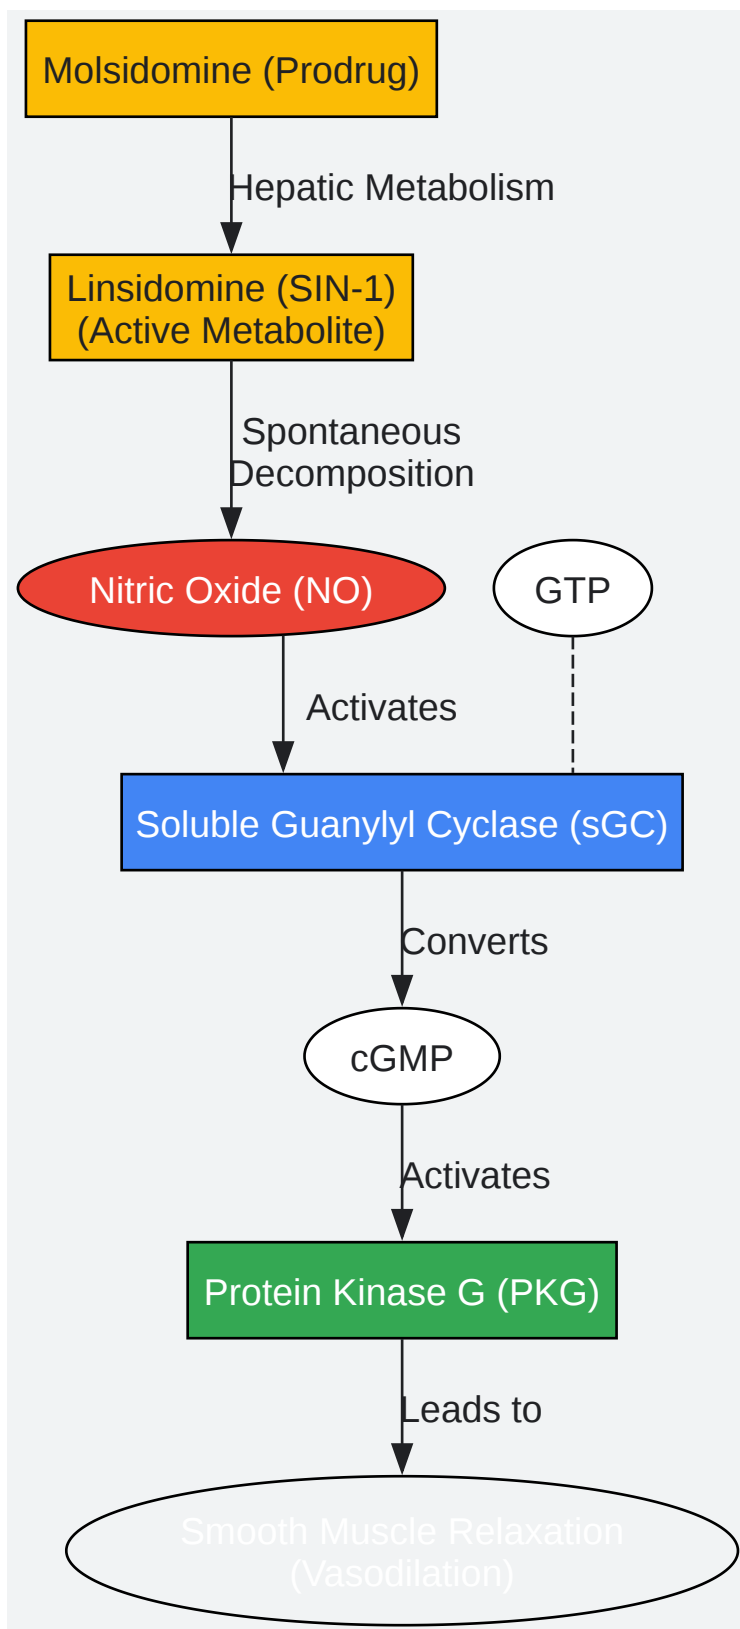 Molsidomine (Prodrug)
Hepatic Metabolism
Linsidomine (SIN-1)
(Active Metabolite)
Spontaneous
Decomposition
Nitric Oxide (NO)
GTP
Activates
Soluble Guanylyl Cyclase (sGC)
Converts
cGMP
Activates
Protein Kinase G (PKG)
Leads to
Smooth Muscle Relaxation
(Vasodilation)